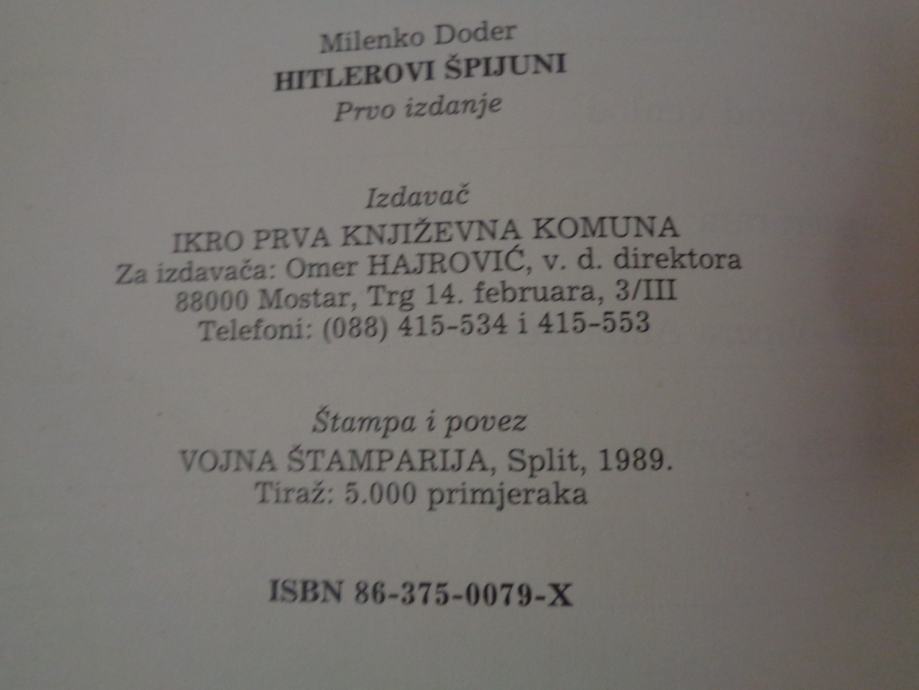 Milenko Doder
HITLEROVI ŠPIJUNI
Prvo izdanje
Izdavač
IKRO PRVA KNJIŽEVNA KOMUNA
Za izdavača: Omer HAJROVIĆ, v. d. direktora
88000 Mostar, Trg 14. februara, 3/III
Telefoni: (088) 415-534 i 415-553
Štampa i povez
VOJNA ŠTAMPARIJA, Split, 1989.
Tiraž: 5.000 primjeraka
ISBN 86-375-0079-X